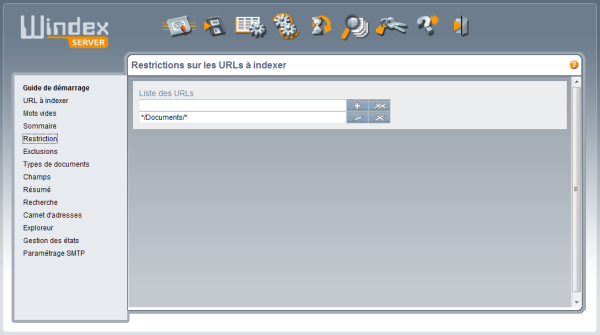 Windex
SERVER
Restrictions sur les URLs à indexer
?
Guide de démarrage
URL à indexer
Mots vides
Sommaire
Restriction
Exclusions
Types de documents
Champs
Résumé
Recherche
Carnet d'adresses
Exploreur
Gestion des états
Paramétrage SMTP
Liste des URLs
*/Documents/*